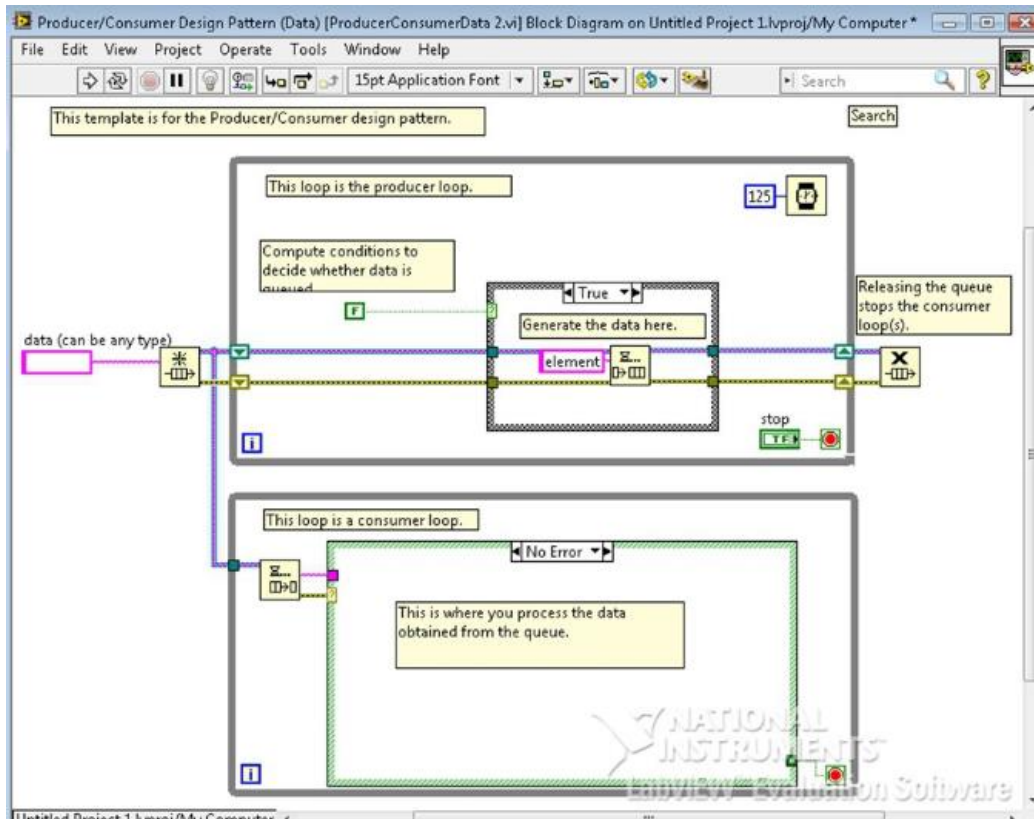 Producer/Consumer Design Pattern (Data) [ProducerConsumerData 2.vi] Block Diagram on Untitled Project 1.lvproj/My Computer *
File Edit View Project Operate Tools Window Help
15pt Application Font
Search
?
This template is for the Producer/Consumer design pattern.
Search
This loop is the producer loop.
125
Compute conditions to
decide whether data is
queued
True
F
?
Generate the data here.
Releasing the queue
stops the consumer
loop(s).
data (can be any type)
element
stop
TF
i
This loop is a consumer loop.
No Error
?
This is where you process the data
obtained from the queue.
i
NATIONAL
INSTRUMENTS
LabVIEW™ Evaluation Software
Untitled Project 1.lvproj/My Computer